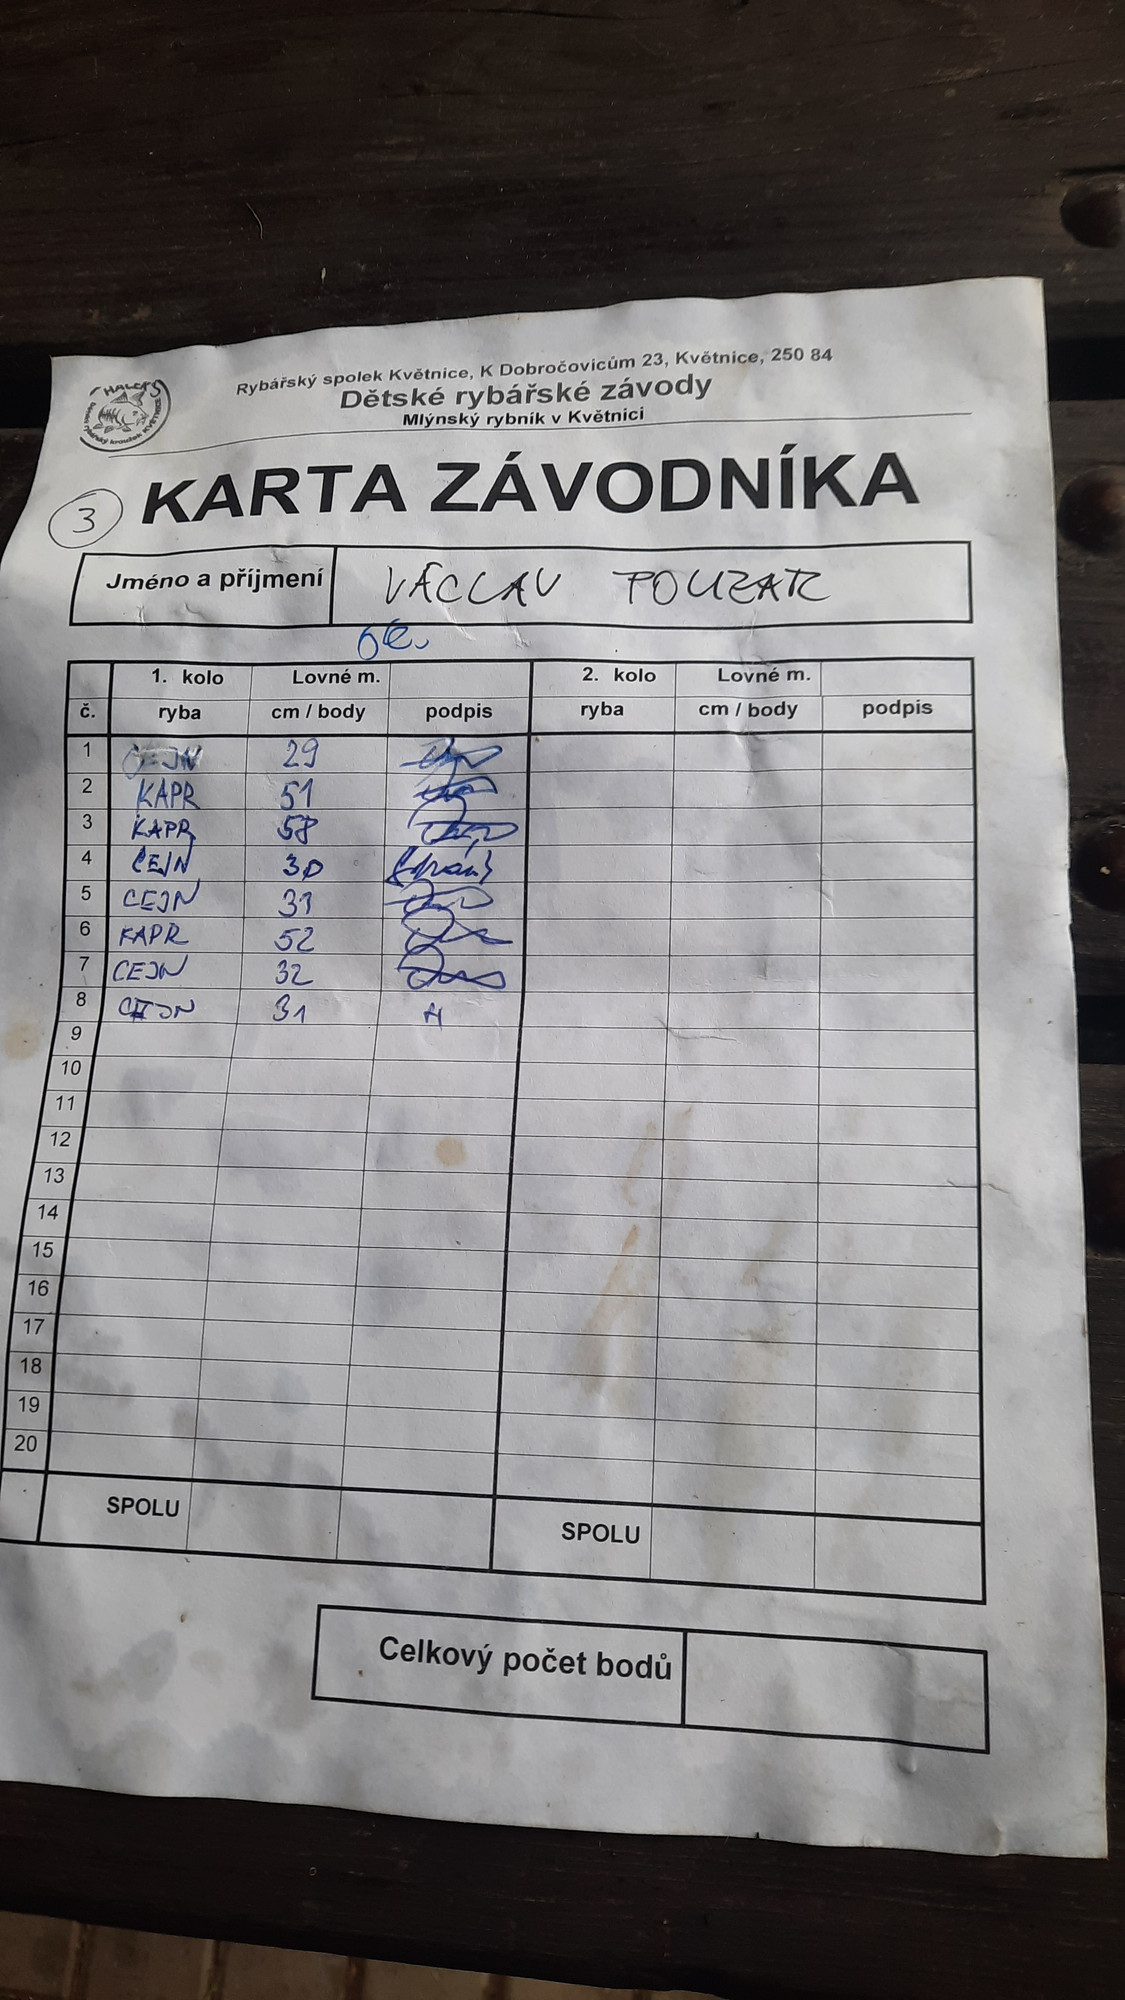 HALEŠ
Rybářský spolek Květnice, K Dobročovicům 23, Květnice, 250 84
Dětské rybářské závody
Mlýnský rybník v Květnici
3
KARTA ZÁVODNÍKA
Jméno a příjmení VÁCLAV POUZAR
1. kolo Lovné m. 2. kolo Lovné m.
č. ryba cm / body podpis ryba cm / body podpis
1 CEJN 29
2 KAPR 51
3 KAPR 58
4 CEJN 30
5 CEJN 31
6 KAPR 52
7 CEJN 32
8 CEJN 31
9
10
11
12
13
14
15
16
17
18
19
20
SPOLU SPOLU
Celkový počet bodů